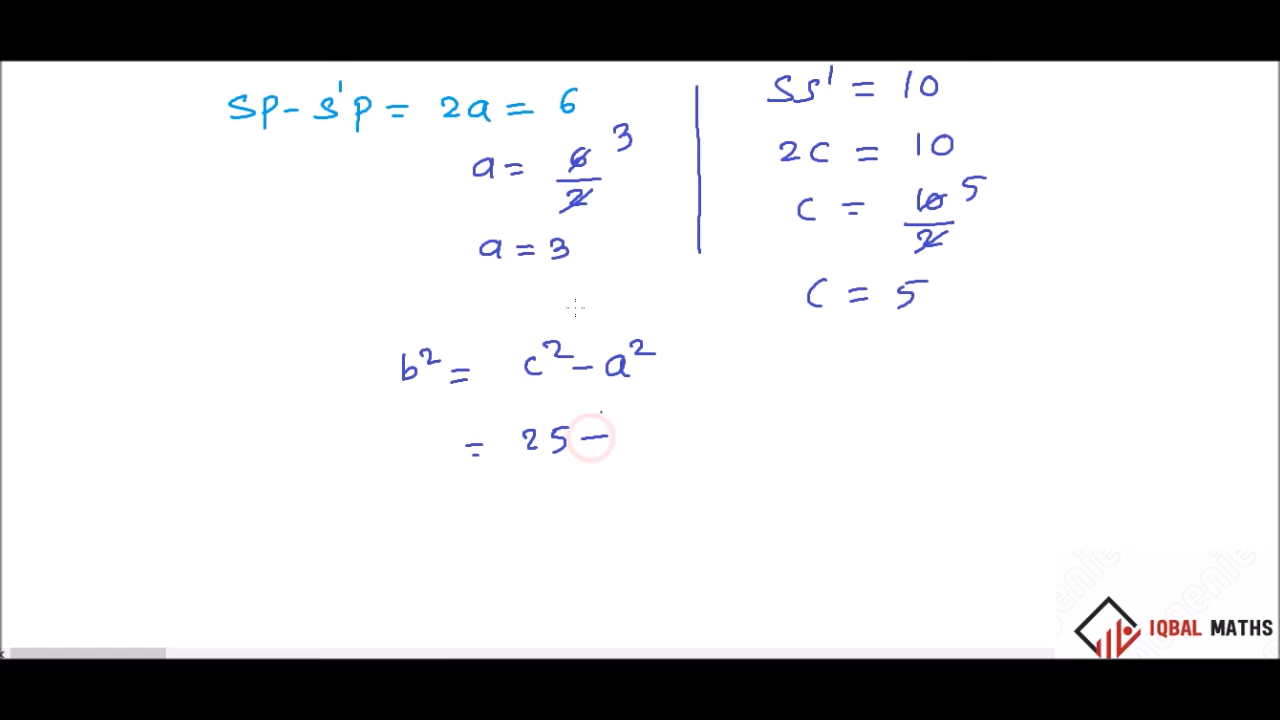 SP - S'P = 2a = 6
a = 6/2 3
a = 3
SS' = 10
2c = 10
c = 10/2 5
c = 5
b² = c² - a²
= 25 -
IQBAL MATHS